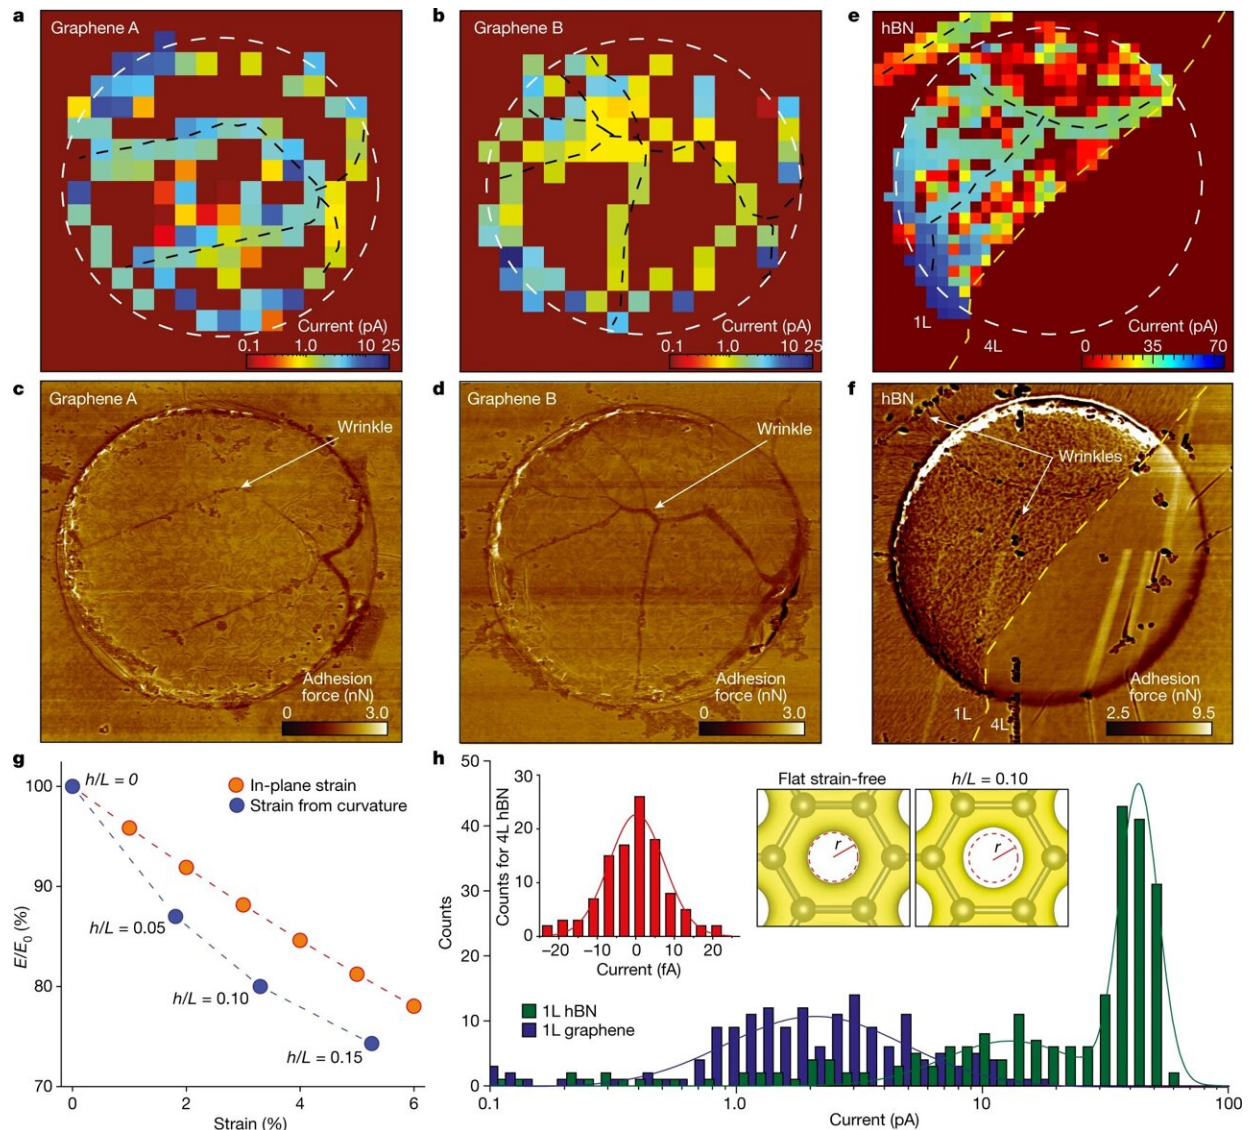 a
Graphene A
Current (pA)
0.1 1.0 10 25
b
Graphene B
Current (pA)
0.1 1.0 10 25
e
hBN
1L
4L
Current (pA)
0 35 70
c
Graphene A
Wrinkle
Adhesion
force (nN)
0 3.0
d
Graphene B
Wrinkle
Adhesion
force (nN)
0 3.0
f
hBN
Wrinkles
1L
4L
Adhesion
force (nN)
2.5 9.5
g
h/L = 0
In-plane strain
Strain from curvature
h/L = 0.05
h/L = 0.10
h/L = 0.15
E/E0 (%)
100
90
80
70
0 2 4 6
Strain (%)
h
Counts
50
40
30
20
10
0
Counts for 4L hBN
30
20
10
0
−20 −10 0 10 20
Current (fA)
Flat strain-free
r
h/L = 0.10
r
1L hBN
1L graphene
0.1 1.0 10 100
Current (pA)